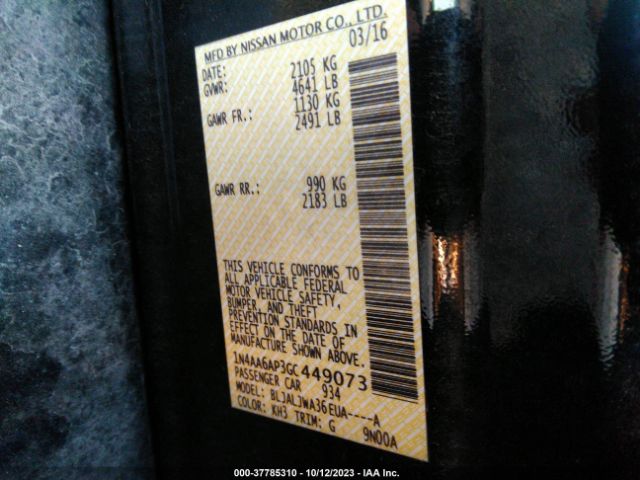 MFD BY NISSAN MOTOR CO., LTD.
DATE: 03/16
GVWR: 2105 KG
4641 LB
GAWR FR.: 1130 KG
2491 LB
GAWR RR.: 990 KG
2183 LB
THIS VEHICLE CONFORMS TO
ALL APPLICABLE FEDERAL
MOTOR VEHICLE SAFETY,
BUMPER, AND THEFT
PREVENTION STANDARDS IN
EFFECT ON THE DATE OF
MANUFACTURE SHOWN ABOVE.
1N4AA6AP3GC449073
PASSENGER CAR 934
MODEL: BLJALJWA36EUA----A
COLOR: KH3 TRIM: G 9N00A
000-37785310 - 10/12/2023 - IAA Inc.